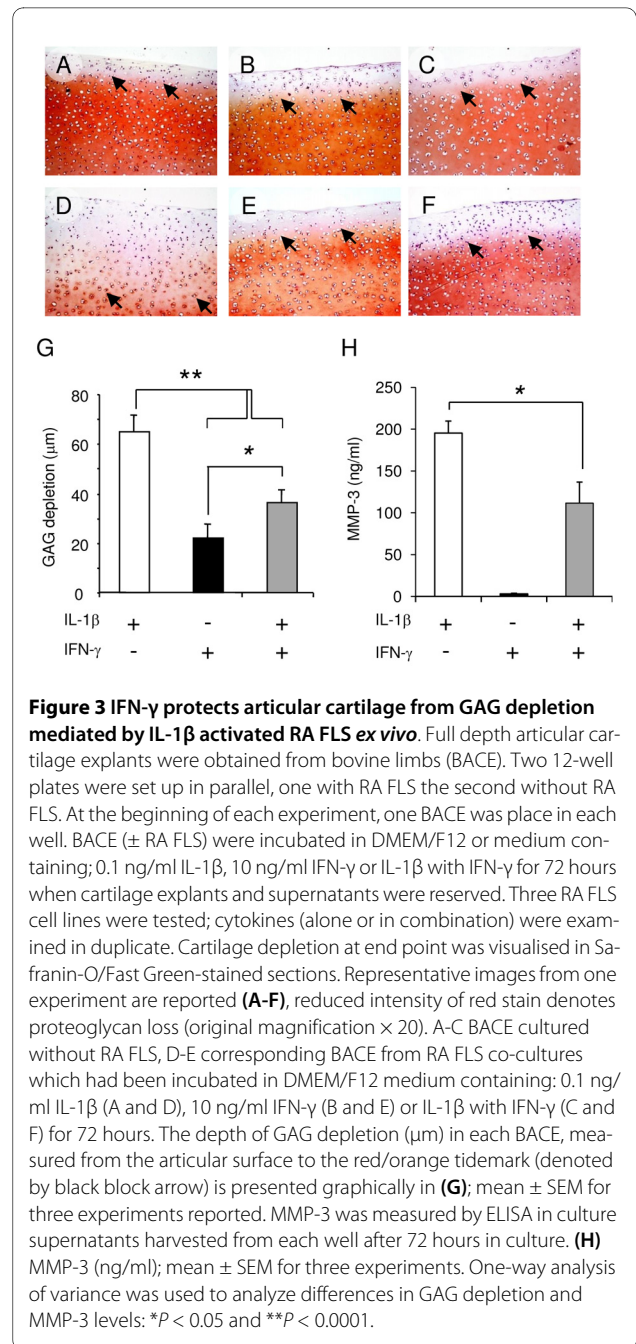 A
B
C
D
E
F
G
H
80
60
40
20
0
GAG depletion (μm)
**
*
IL-1β + - +
IFN-γ - + +
250
200
150
100
50
0
MMP-3 (ng/ml)
*
IL-1β + - +
IFN-γ - + +
Figure 3 IFN-γ protects articular cartilage from GAG depletion
mediated by IL-1β activated RA FLS ex vivo. Full depth articular car-
tilage explants were obtained from bovine limbs (BACE). Two 12-well
plates were set up in parallel, one with RA FLS the second without RA
FLS. At the beginning of each experiment, one BACE was place in each
well. BACE (± RA FLS) were incubated in DMEM/F12 or medium con-
taining; 0.1 ng/ml IL-1β, 10 ng/ml IFN-γ or IL-1β with IFN-γ for 72 hours
when cartilage explants and supernatants were reserved. Three RA FLS
cell lines were tested; cytokines (alone or in combination) were exam-
ined in duplicate. Cartilage depletion at end point was visualised in Sa-
franin-O/Fast Green-stained sections. Representative images from one
experiment are reported (A-F), reduced intensity of red stain denotes
proteoglycan loss (original magnification × 20). A-C BACE cultured
without RA FLS, D-E corresponding BACE from RA FLS co-cultures
which had been incubated in DMEM/F12 medium containing: 0.1 ng/
ml IL-1β (A and D), 10 ng/ml IFN-γ (B and E) or IL-1β with IFN-γ (C and
F) for 72 hours. The depth of GAG depletion (μm) in each BACE, mea-
sured from the articular surface to the red/orange tidemark (denoted
by black block arrow) is presented graphically in (G); mean ± SEM for
three experiments reported. MMP-3 was measured by ELISA in culture
supernatants harvested from each well after 72 hours in culture. (H)
MMP-3 (ng/ml); mean ± SEM for three experiments. One-way analysis
of variance was used to analyze differences in GAG depletion and
MMP-3 levels: *P < 0.05 and **P < 0.0001.